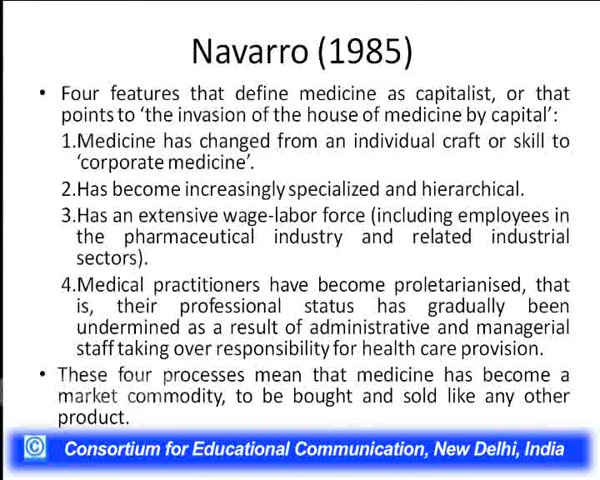 Navarro (1985)
• Four features that define medicine as capitalist, or that
points to ‘the invasion of the house of medicine by capital’:
1.Medicine has changed from an individual craft or skill to
‘corporate medicine’.
2.Has become increasingly specialized and hierarchical.
3.Has an extensive wage-labor force (including employees in
the pharmaceutical industry and related industrial
sectors).
4.Medical practitioners have become proletarianised, that
is, their professional status has gradually been
undermined as a result of administrative and managerial
staff taking over responsibility for health care provision.
• These four processes mean that medicine has become a
market commodity, to be bought and sold like any other
product.
© Consortium for Educational Communication, New Delhi, India